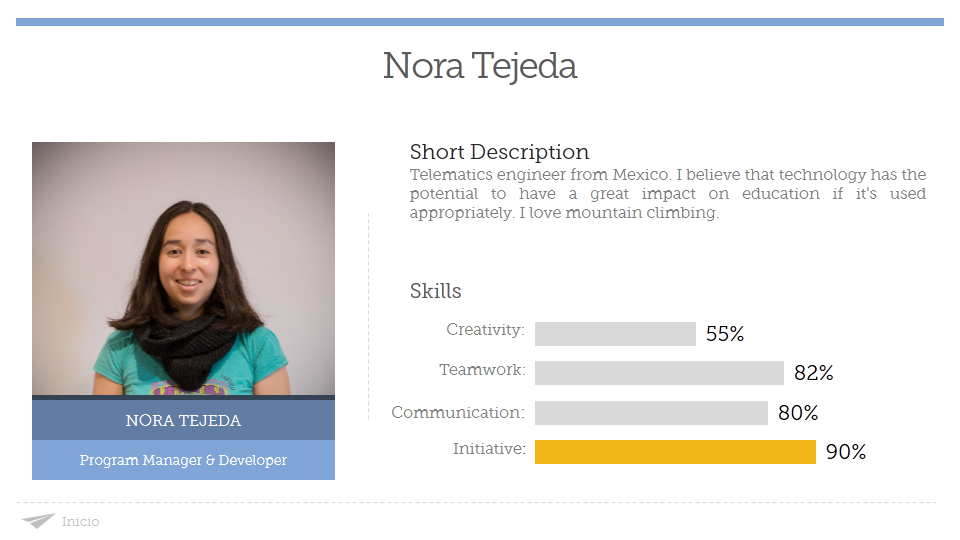 Nora Tejeda
NORA TEJEDA
Program Manager & Developer
Short Description
Telematics engineer from Mexico. I believe that technology has the
potential to have a great impact on education if it's used
appropriately. I love mountain climbing.
Skills
Creativity: 55%
Teamwork: 82%
Communication: 80%
Initiative: 90%
Inicio